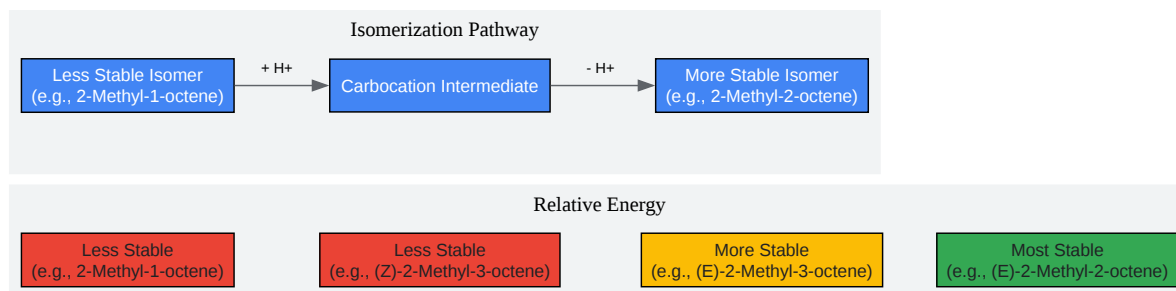 Isomerization Pathway
Less Stable Isomer
(e.g., 2-Methyl-1-octene)
+ H+
Carbocation Intermediate
- H+
More Stable Isomer
(e.g., 2-Methyl-2-octene)
Relative Energy
Less Stable
(e.g., 2-Methyl-1-octene)
Less Stable
(e.g., (Z)-2-Methyl-3-octene)
More Stable
(e.g., (E)-2-Methyl-3-octene)
Most Stable
(e.g., (E)-2-Methyl-2-octene)